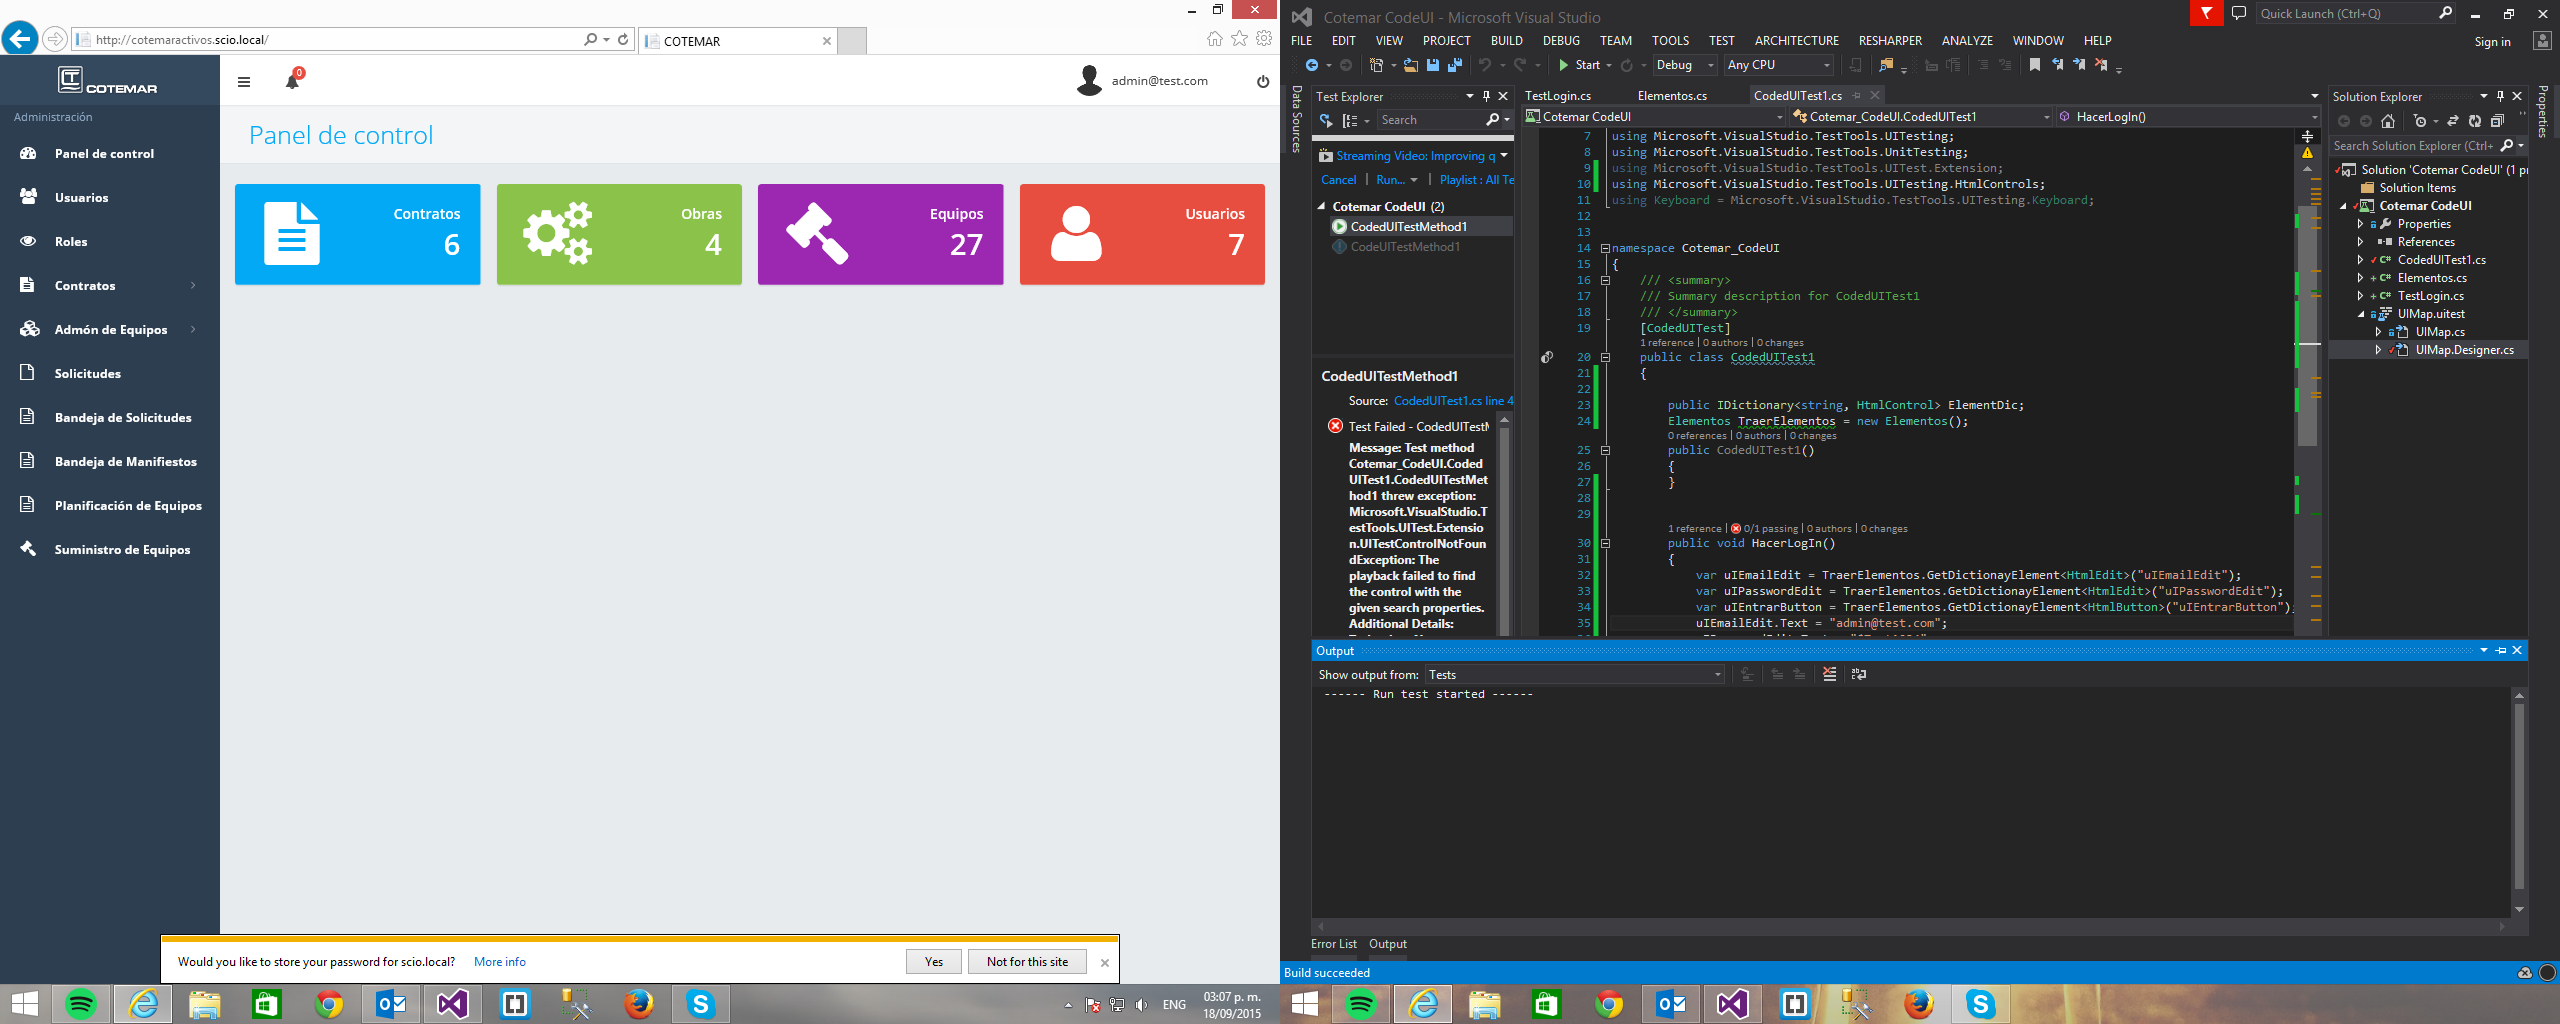 http://cotemaractivos.scio.local/
COTEMAR
COTEMAR
0
admin@test.com
Administración
Panel de control
Usuarios
Roles
Contratos
Admón de Equipos
Solicitudes
Bandeja de Solicitudes
Bandeja de Manifiestos
Planificación de Equipos
Suministro de Equipos
Panel de control
Contratos
6
Obras
4
Equipos
27
Usuarios
7
Would you like to store your password for scio.local? More info
Yes
Not for this site
ENG
03:07 p. m.
18/09/2015
Cotemar CodeUI - Microsoft Visual Studio
Quick Launch (Ctrl+Q)
FILE EDIT VIEW PROJECT BUILD DEBUG TEAM TOOLS TEST ARCHITECTURE RESHARPER ANALYZE WINDOW HELP
Sign in
Start Debug Any CPU
Data Sources
Test Explorer
Search
Streaming Video: Improving q
Cancel Run... Playlist : All Te
Cotemar CodeUI (2)
CodedUITestMethod1
CodeUITestMethod1
CodedUITestMethod1
Source: CodedUITest1.cs line 4
Test Failed - CodedUITest
Message: Test method
Cotemar_CodeUI.Coded
UITest1.CodedUITestMet
hod1 threw exception:
Microsoft.VisualStudio.T
estTools.UITest.Extensio
n.UITestControlNotFoun
dException: The
playback failed to find
the control with the
given search properties.
Additional Details:
TestLogin.cs Elementos.cs CodedUITest1.cs
Cotemar CodeUI Cotemar_CodeUI.CodedUITest1 HacerLogIn()
7 using Microsoft.VisualStudio.TestTools.UITesting;
8 using Microsoft.VisualStudio.TestTools.UnitTesting;
9 using Microsoft.VisualStudio.TestTools.UITest.Extension;
10 using Microsoft.VisualStudio.TestTools.UITesting.HtmlControls;
11 using Keyboard = Microsoft.VisualStudio.TestTools.UITesting.Keyboard;
12
13
14 namespace Cotemar_CodeUI
15 {
16 /// <summary>
17 /// Summary description for CodedUITest1
18 /// </summary>
19 [CodedUITest]
1 reference | 0 authors | 0 changes
20 public class CodedUITest1
21 {
22
23 public IDictionary<string, HtmlControl> ElementDic;
24 Elementos TraerElementos = new Elementos();
0 references | 0 authors | 0 changes
25 public CodedUITest1()
26 {
27 }
28
29
1 reference | 0/1 passing | 0 authors | 0 changes
30 public void HacerLogIn()
31 {
32 var uIEmailEdit = TraerElementos.GetDictionayElement<HtmlEdit>("uIEmailEdit");
33 var uIPasswordEdit = TraerElementos.GetDictionayElement<HtmlEdit>("uIPasswordEdit");
34 var uIEntrarButton = TraerElementos.GetDictionayElement<HtmlButton>("uIEntrarButton");
35 uIEmailEdit.Text = "admin@test.com";
Solution Explorer
Search Solution Explorer (Ctrl+
Solution 'Cotemar CodeUI' (1 pr
Solution Items
Cotemar CodeUI
Properties
References
CodedUITest1.cs
Elementos.cs
TestLogin.cs
UIMap.uitest
UIMap.cs
UIMap.Designer.cs
Properties
Output
Show output from: Tests
------ Run test started ------
Error List Output
Build succeeded